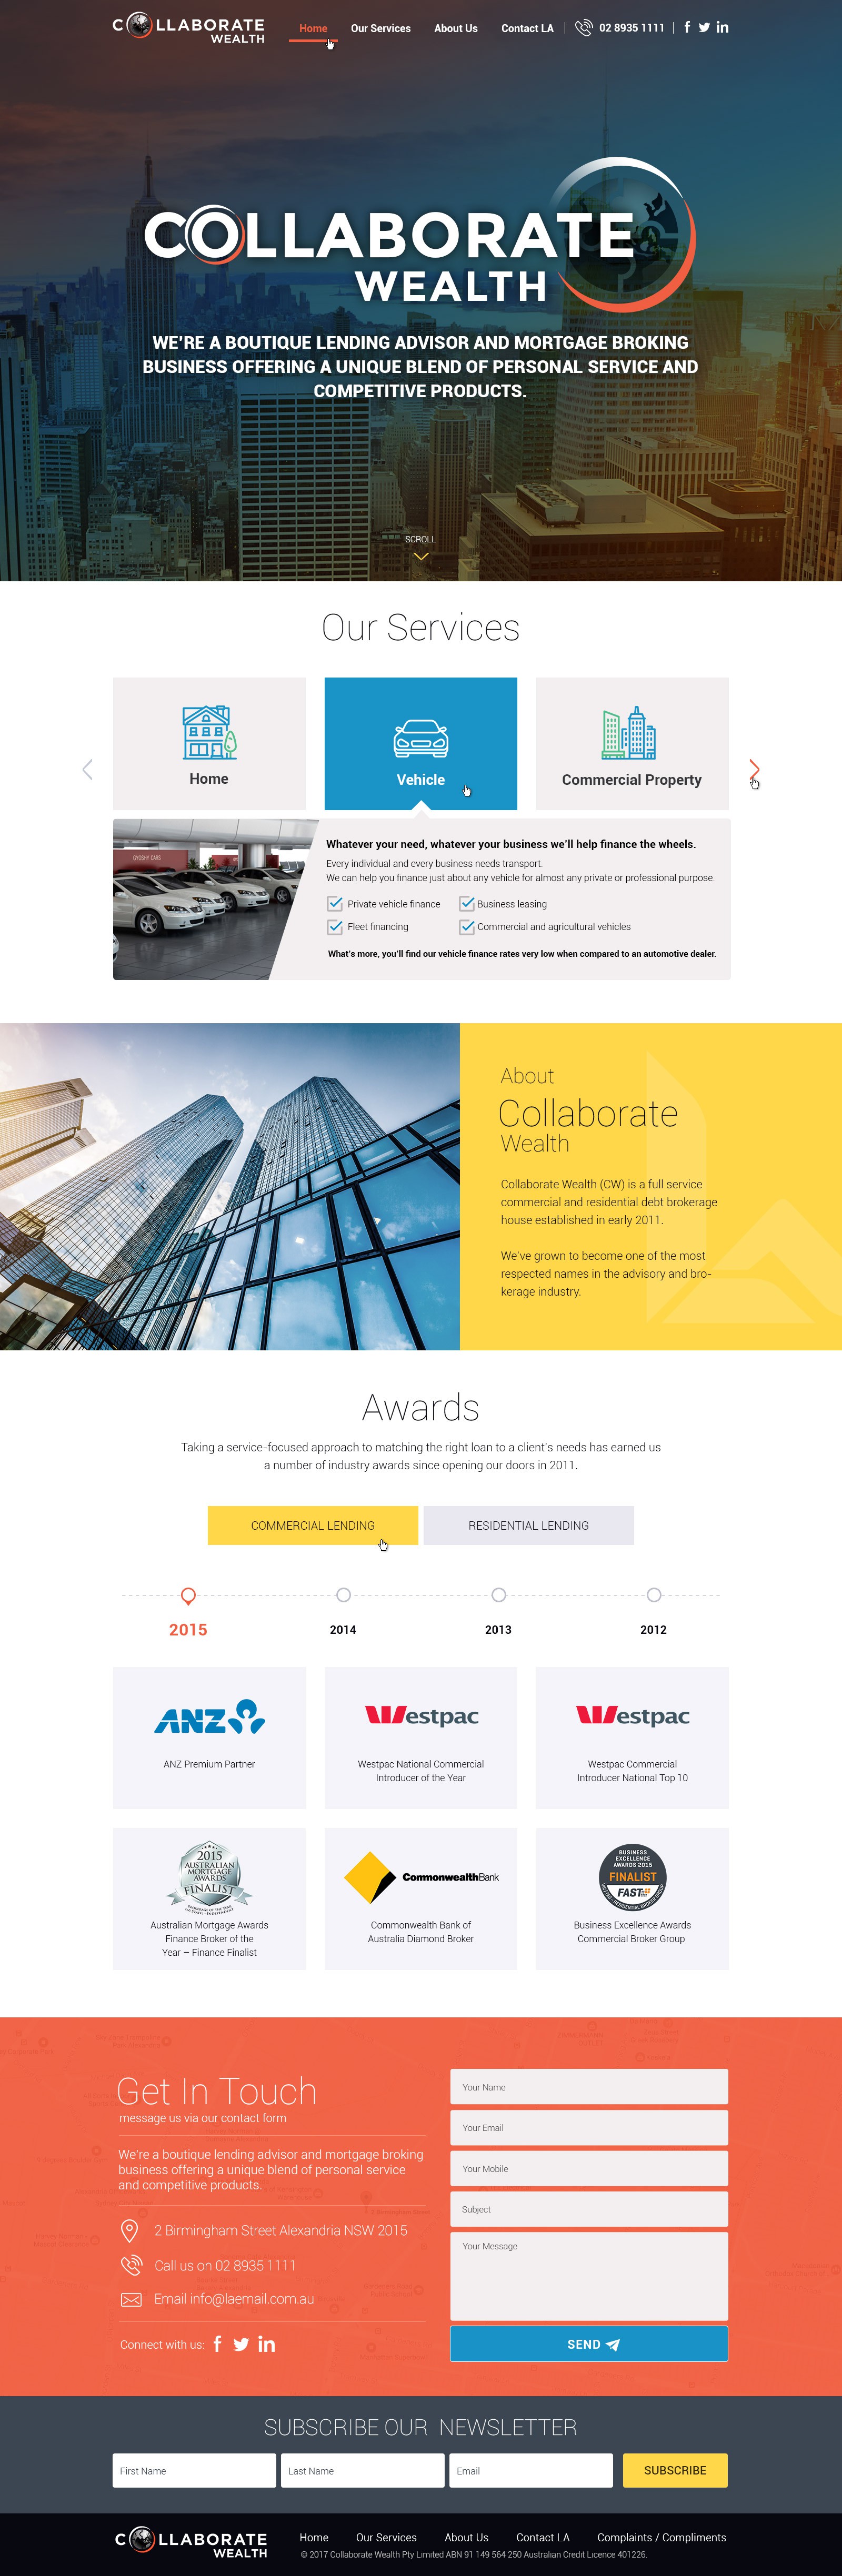 COLLABORATE
WEALTH
Home
Our Services
About Us
Contact LA
02 8935 1111
COLLABORATE
WEALTH
WE'RE A BOUTIQUE LENDING ADVISOR AND MORTGAGE BROKING
BUSINESS OFFERING A UNIQUE BLEND OF PERSONAL SERVICE AND
COMPETITIVE PRODUCTS.
SCROLL
Our Services
Home
Vehicle
Commercial Property
Whatever your need, whatever your business we'll help finance the wheels.
Every individual and every business needs transport.
We can help you finance just about any vehicle for almost any private or professional purpose.
Private vehicle finance
Business leasing
Fleet financing
Commercial and agricultural vehicles
What's more, you'll find our vehicle finance rates very low when compared to an automotive dealer.
About
Collaborate
Wealth
Collaborate Wealth (CW) is a full service
commercial and residential debt brokerage
house established in early 2011.
We've grown to become one of the most
respected names in the advisory and bro-
kerage industry.
Awards
Taking a service-focused approach to matching the right loan to a client's needs has earned us
a number of industry awards since opening our doors in 2011.
COMMERCIAL LENDING
RESIDENTIAL LENDING
2015
2014
2013
2012
ANZ
Westpac
Westpac
ANZ Premium Partner
Westpac National Commercial
Introducer of the Year
Westpac Commercial
Introducer National Top 10
2015
AUSTRALIAN
MORTGAGE
AWARDS
FINALIST
CommonwealthBank
BUSINESS
EXCELLENCE
AWARDS 2015
FINALIST
FAST
Australian Mortgage Awards
Finance Broker of the
Year – Finance Finalist
Commonwealth Bank of
Australia Diamond Broker
Business Excellence Awards
Commercial Broker Group
Get In Touch
message us via our contact form
We're a boutique lending advisor and mortgage broking
business offering a unique blend of personal service
and competitive products.
2 Birmingham Street Alexandria NSW 2015
Call us on 02 8935 1111
Email info@laemail.com.au
Connect with us:
Your Name
Your Email
Your Mobile
Subject
Your Message
SEND
SUBSCRIBE OUR NEWSLETTER
First Name
Last Name
Email
SUBSCRIBE
COLLABORATE
WEALTH
Home
Our Services
About Us
Contact LA
Complaints / Compliments
© 2017 Collaborate Wealth Pty Limited ABN 91 149 564 250 Australian Credit Licence 401226.